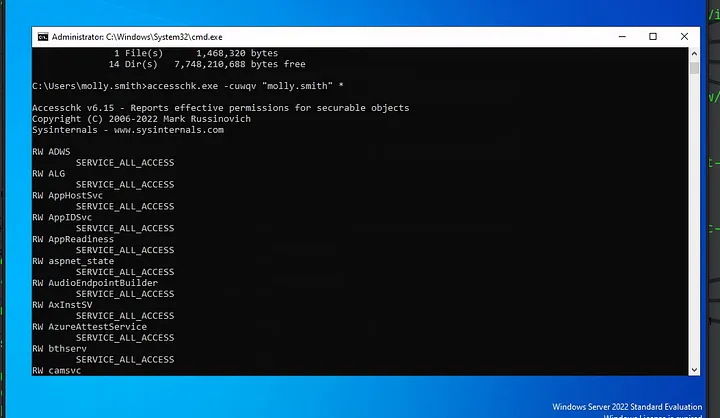 Administrator: C:\Windows\System32\cmd.exe
1 File(s) 1,468,320 bytes
14 Dir(s) 7,748,210,688 bytes free
C:\Users\molly.smith>accesschk.exe -cuwqv "molly.smith" *
Accesschk v6.15 - Reports effective permissions for securable objects
Copyright (C) 2006-2022 Mark Russinovich
Sysinternals - www.sysinternals.com
RW ADWS
SERVICE_ALL_ACCESS
RW ALG
SERVICE_ALL_ACCESS
RW AppHostSvc
SERVICE_ALL_ACCESS
RW AppIDSvc
SERVICE_ALL_ACCESS
RW AppReadiness
SERVICE_ALL_ACCESS
RW aspnet_state
SERVICE_ALL_ACCESS
RW AudioEndpointBuilder
SERVICE_ALL_ACCESS
RW AxInstSV
SERVICE_ALL_ACCESS
RW AzureAttestService
SERVICE_ALL_ACCESS
RW bthserv
SERVICE_ALL_ACCESS
RW camsvc
Windows Server 2022 Standard Evaluation
Windows License is expired